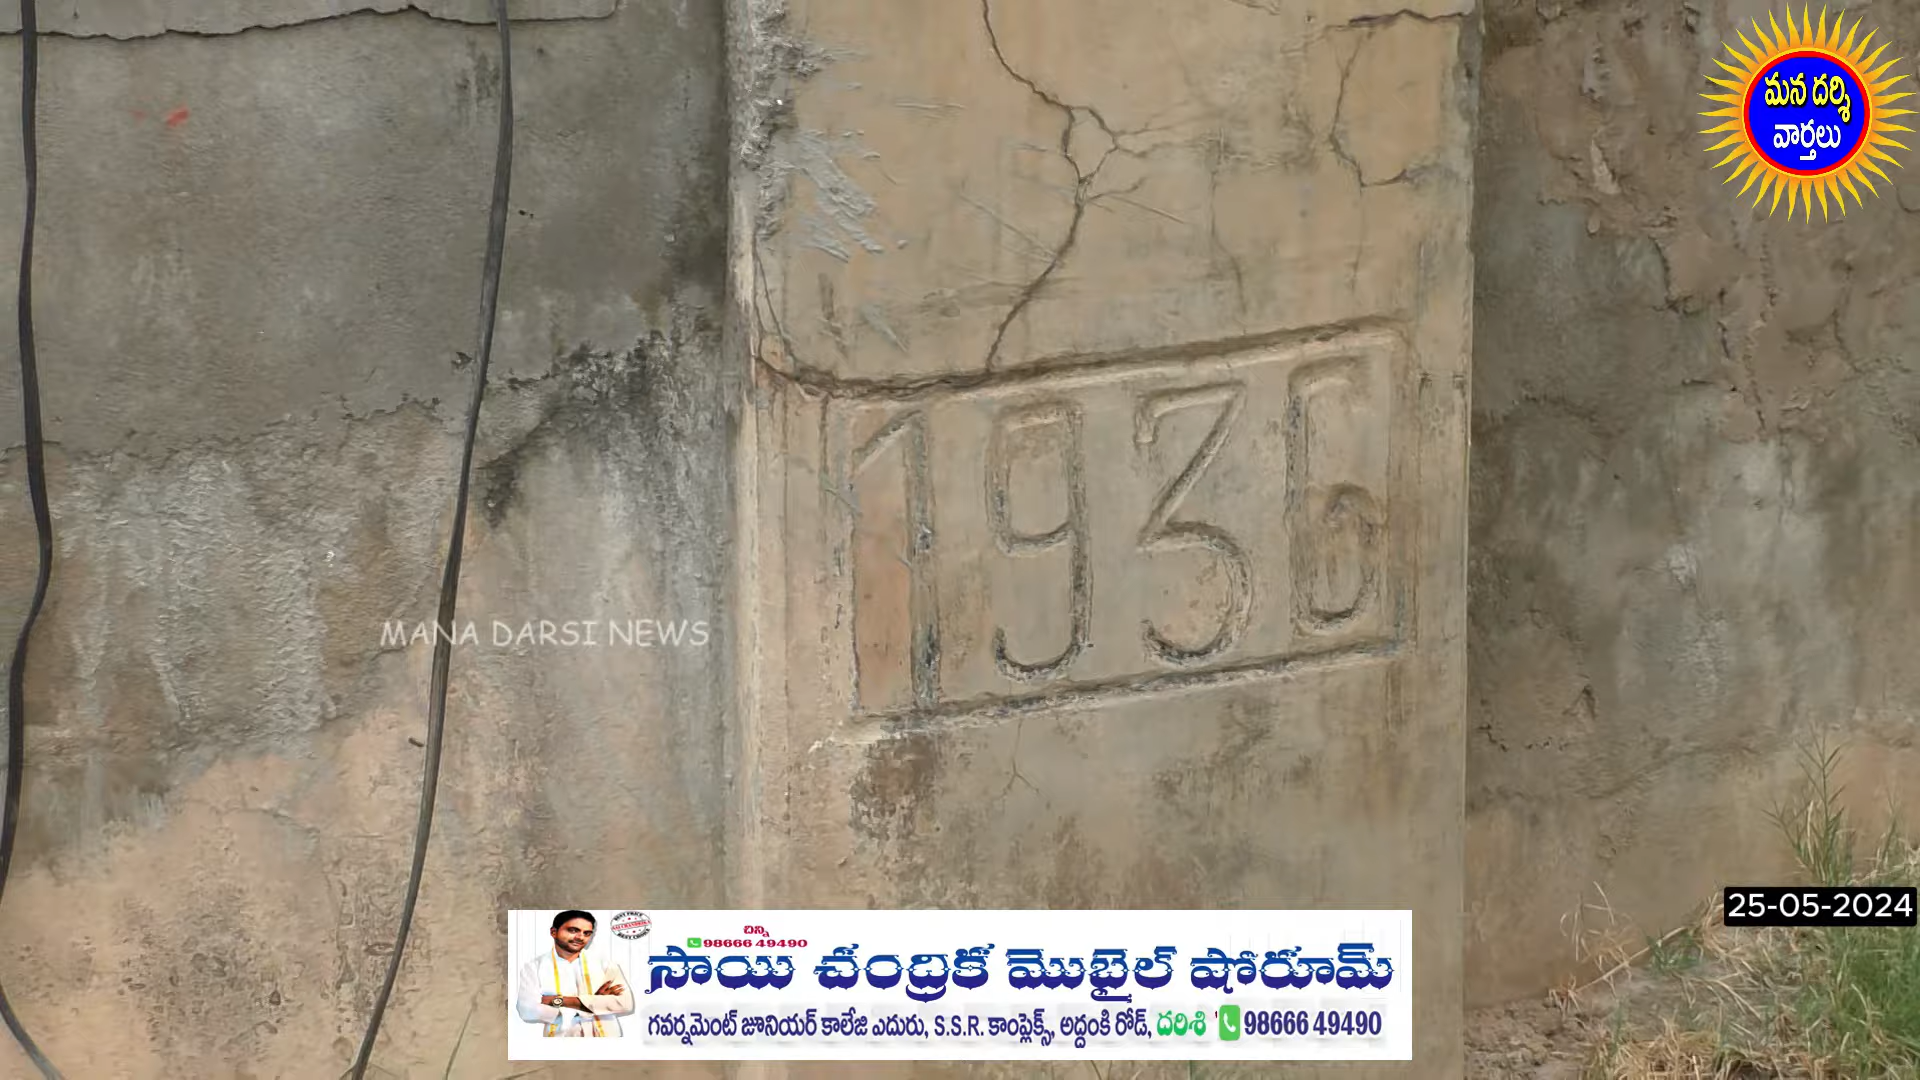 మన దర్శి
వార్తలు
1936
MANA DARSI NEWS
25-05-2024
చిన్ని
98666 49490
సాయి చంద్రిక మొబైల్ షోరూమ్
గవర్నమెంట్ జూనియర్ కాలేజి ఎదురు, S.S.R. కాంప్లెక్స్, అద్దంకి రోడ్, దరిశి 98666 49490